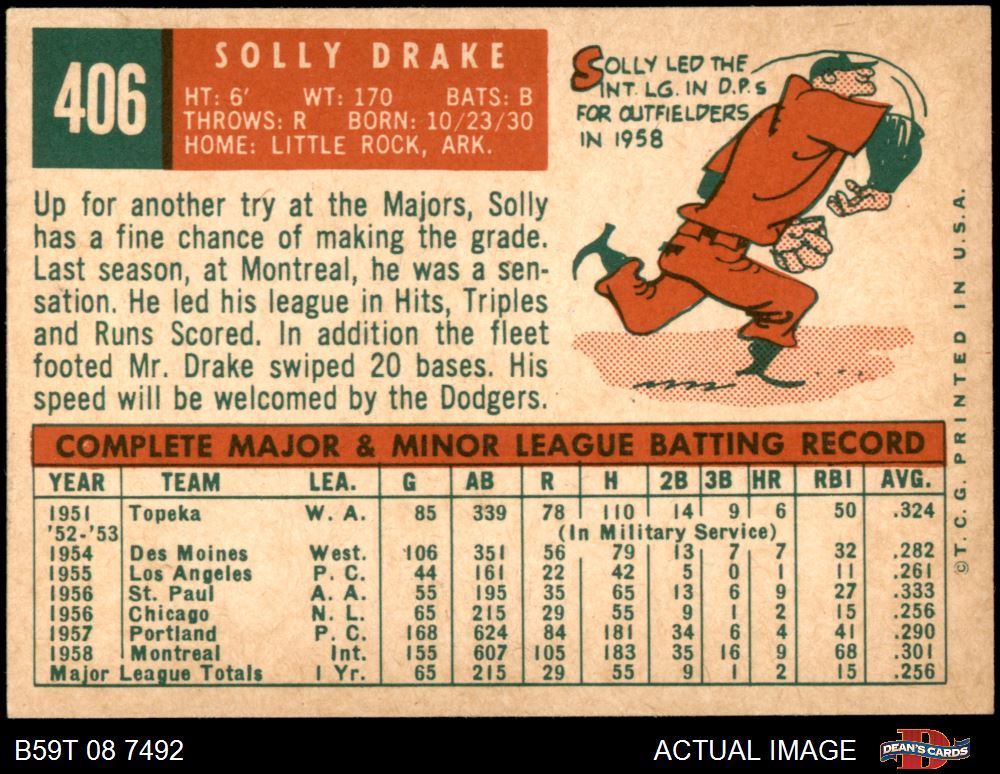 406
SOLLY DRAKE
HT: 6' WT: 170 BATS: B
THROWS: R BORN: 10/23/30
HOME: LITTLE ROCK, ARK.
SOLLY LED THE
INT. LG. IN D.P.s
FOR OUTFIELDERS
IN 1958
Up for another try at the Majors, Solly
has a fine chance of making the grade.
Last season, at Montreal, he was a sen-
sation. He led his league in Hits, Triples
and Runs Scored. In addition the fleet
footed Mr. Drake swiped 20 bases. His
speed will be welcomed by the Dodgers.
COMPLETE MAJOR & MINOR LEAGUE BATTING RECORD
YEAR TEAM LEA. G AB R H 2B 3B HR RBI AVG.
1951 Topeka W. A. 85 339 78 110 14 9 6 50 .324
'52-'53 (In Military Service)
1954 Des Moines West. 106 351 56 79 13 7 7 32 .282
1955 Los Angeles P. C. 44 161 22 42 5 0 1 11 .261
1956 St. Paul A. A. 55 195 35 65 13 6 9 27 .333
1956 Chicago N. L. 65 215 29 55 9 1 2 15 .256
1957 Portland P. C. 168 624 84 181 34 6 4 41 .290
1958 Montreal Int. 155 607 105 183 35 16 9 68 .301
Major League Totals 1 Yr. 65 215 29 55 9 1 2 15 .256
©T. C. G. PRINTED IN U.S.A.
B59T 08 7492
ACTUAL IMAGE
DEAN'S CARDS